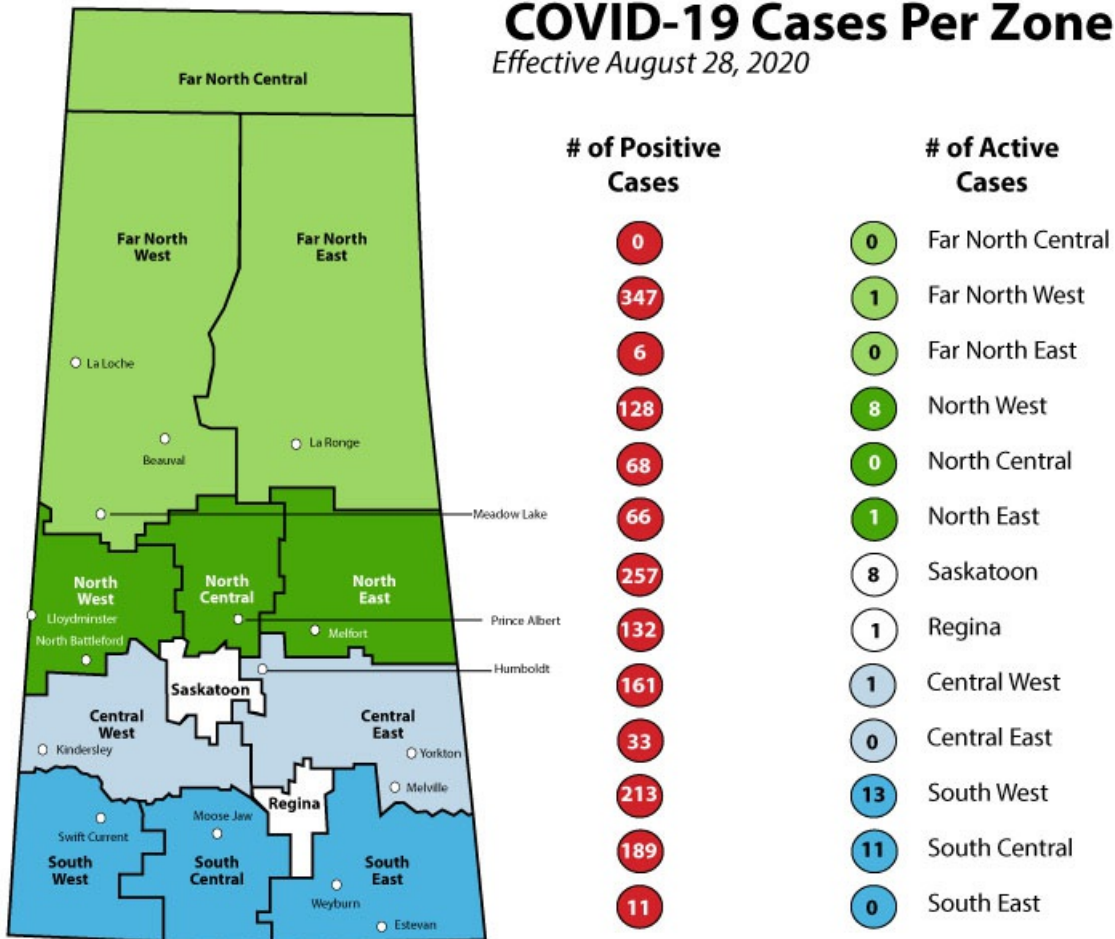 COVID-19 Cases Per Zone
Effective August 28, 2020
# of Positive
Cases
# of Active
Cases
0 0 Far North Central
347 1 Far North West
6 0 Far North East
128 8 North West
68 0 North Central
66 1 North East
257 8 Saskatoon
132 1 Regina
161 1 Central West
33 0 Central East
213 13 South West
189 11 South Central
11 0 South East
Far North Central
Far North
West
Far North
East
La Loche
Beauval
La Ronge
Meadow Lake
North
West
North
Central
North
East
Lloydminster
Prince Albert
Melfort
North Battleford
Humboldt
Saskatoon
Central
West
Central
East
Kindersley
Yorkton
Melville
Regina
Moose Jaw
Swift Current
South
West
South
Central
South
East
Weyburn
Estevan